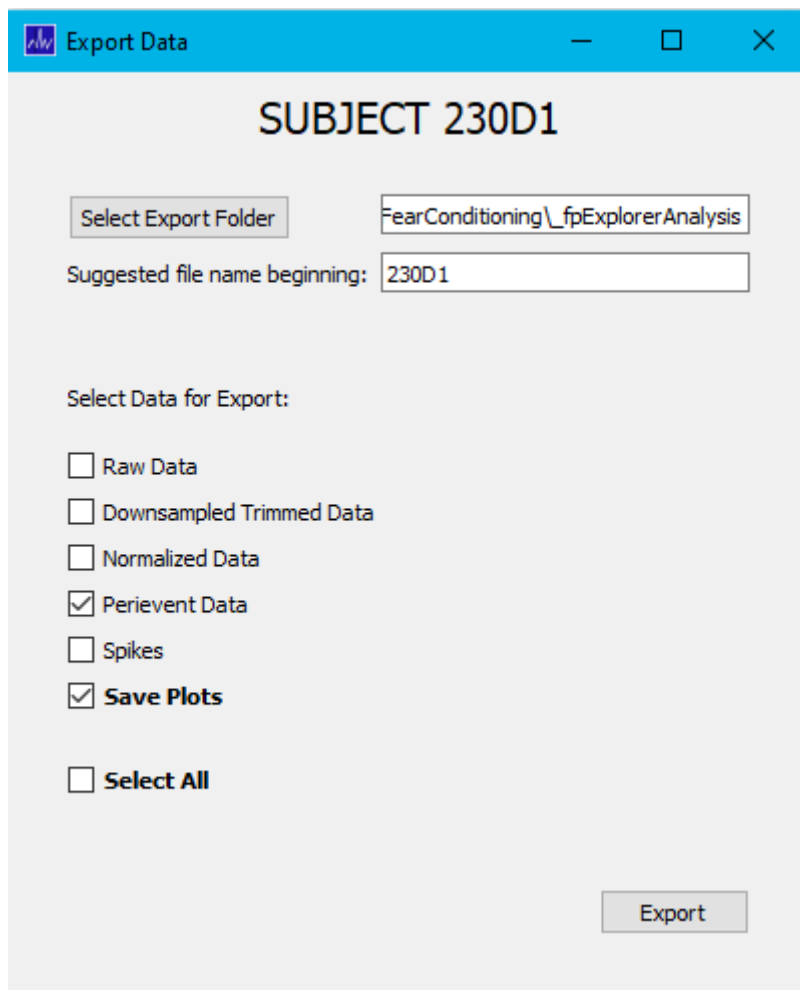 Export Data
SUBJECT 230D1
Select Export Folder FearConditioning\_fpExplorerAnalysis
Suggested file name beginning: 230D1
Select Data for Export:
Raw Data
Downsampled Trimmed Data
Normalized Data
Perievent Data
Spikes
Save Plots
Select All
Export